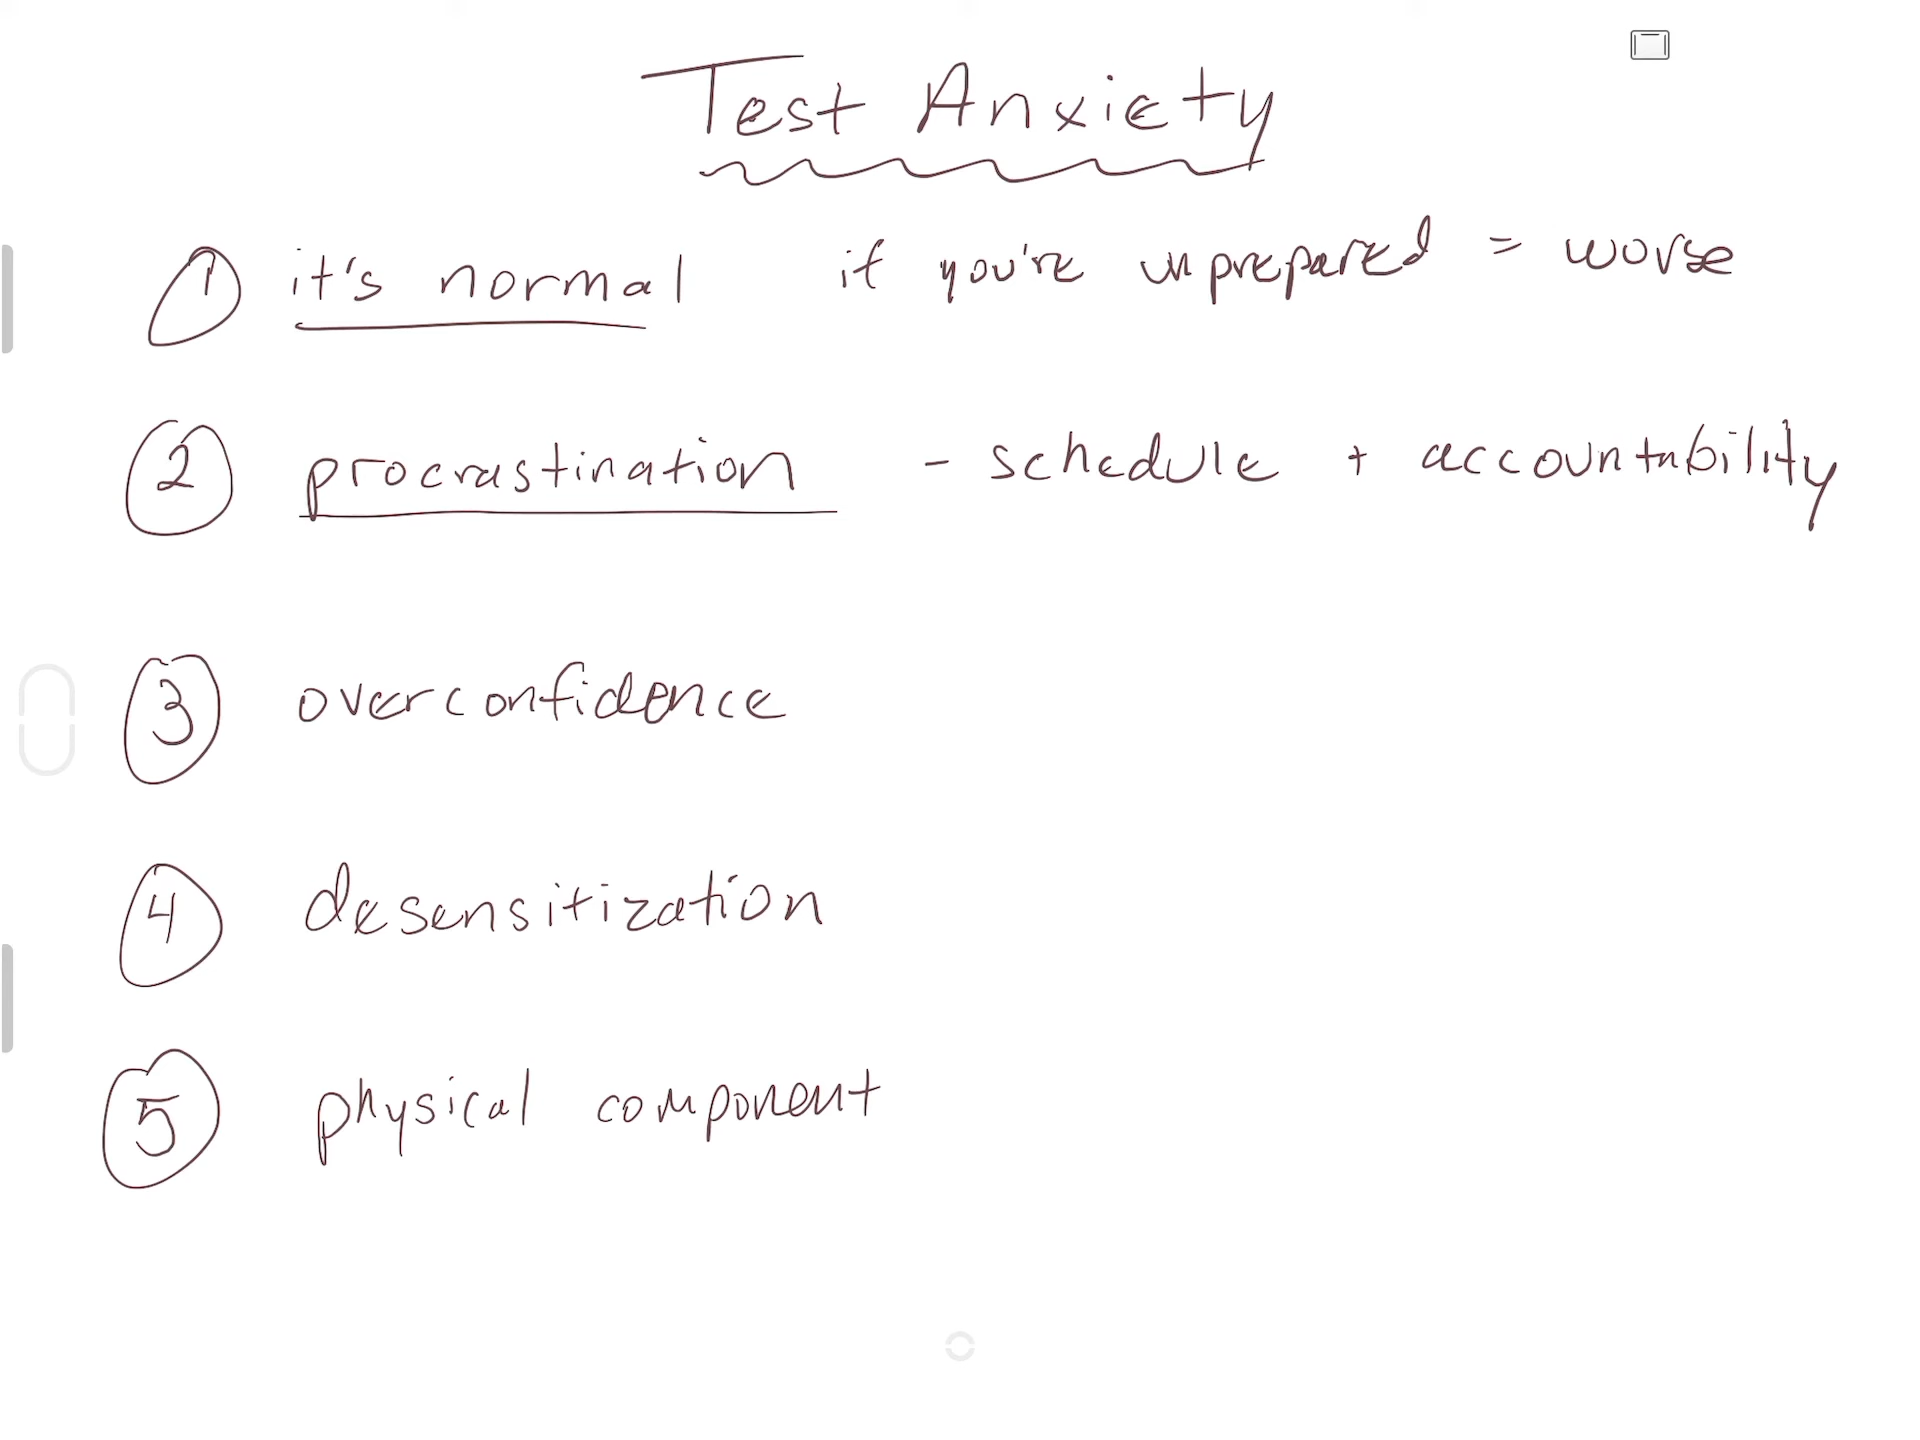 Test Anxiety
1 it's normal if you're unprepared = worse
2 procrastination - schedule + accountability
3 overconfidence
4 desensitization
5 physical component